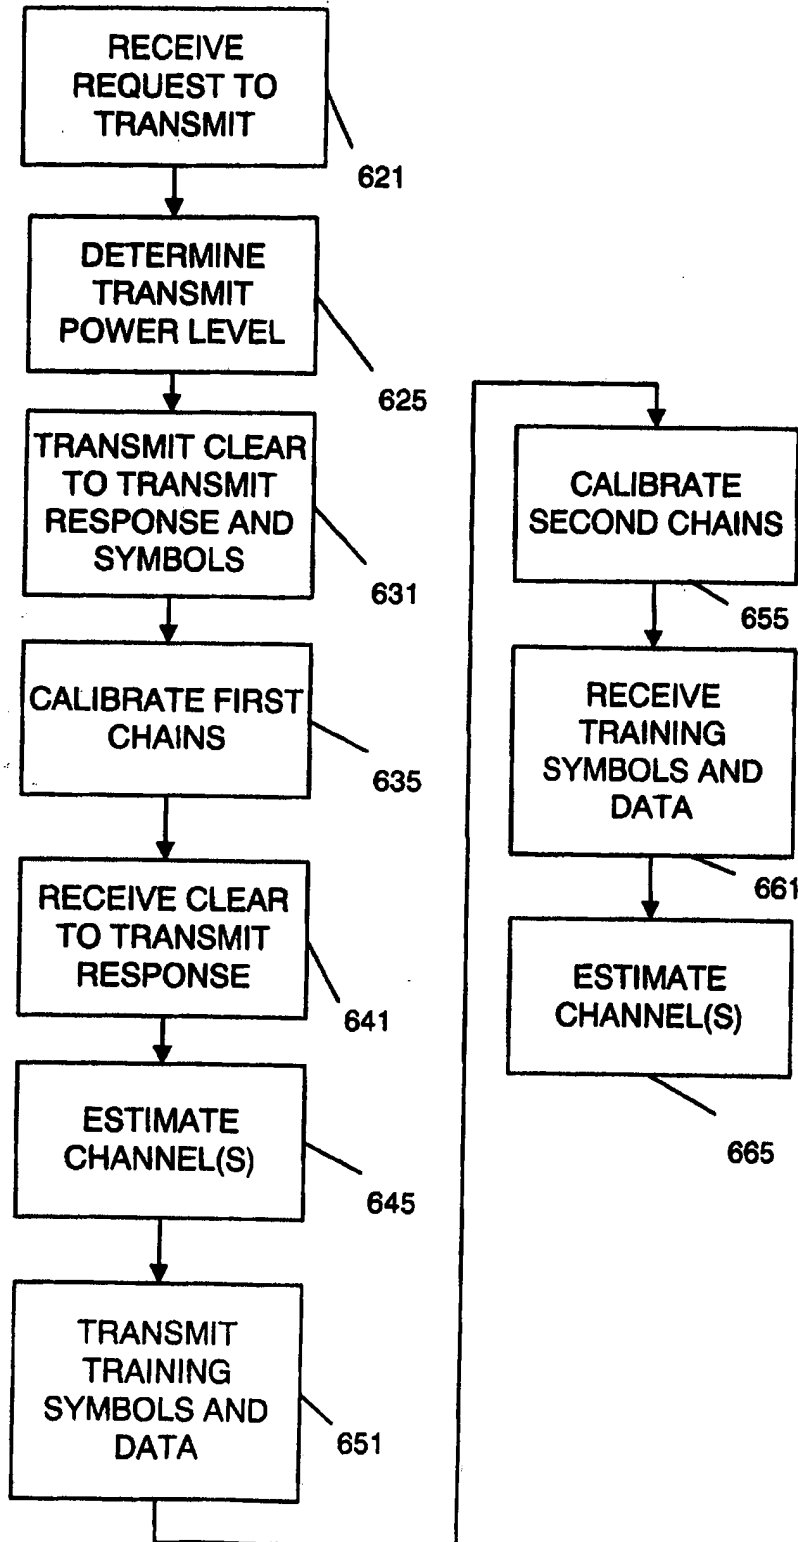 RECEIVE
REQUEST TO
TRANSMIT
621
DETERMINE
TRANSMIT
POWER LEVEL
625
TRANSMIT CLEAR
TO TRANSMIT
RESPONSE AND
SYMBOLS
631
CALIBRATE FIRST
CHAINS
635
RECEIVE CLEAR
TO TRANSMIT
RESPONSE
641
ESTIMATE
CHANNEL(S)
645
TRANSMIT
TRAINING
SYMBOLS AND
DATA
651
CALIBRATE
SECOND CHAINS
655
RECEIVE
TRAINING
SYMBOLS AND
DATA
661
ESTIMATE
CHANNEL(S)
665